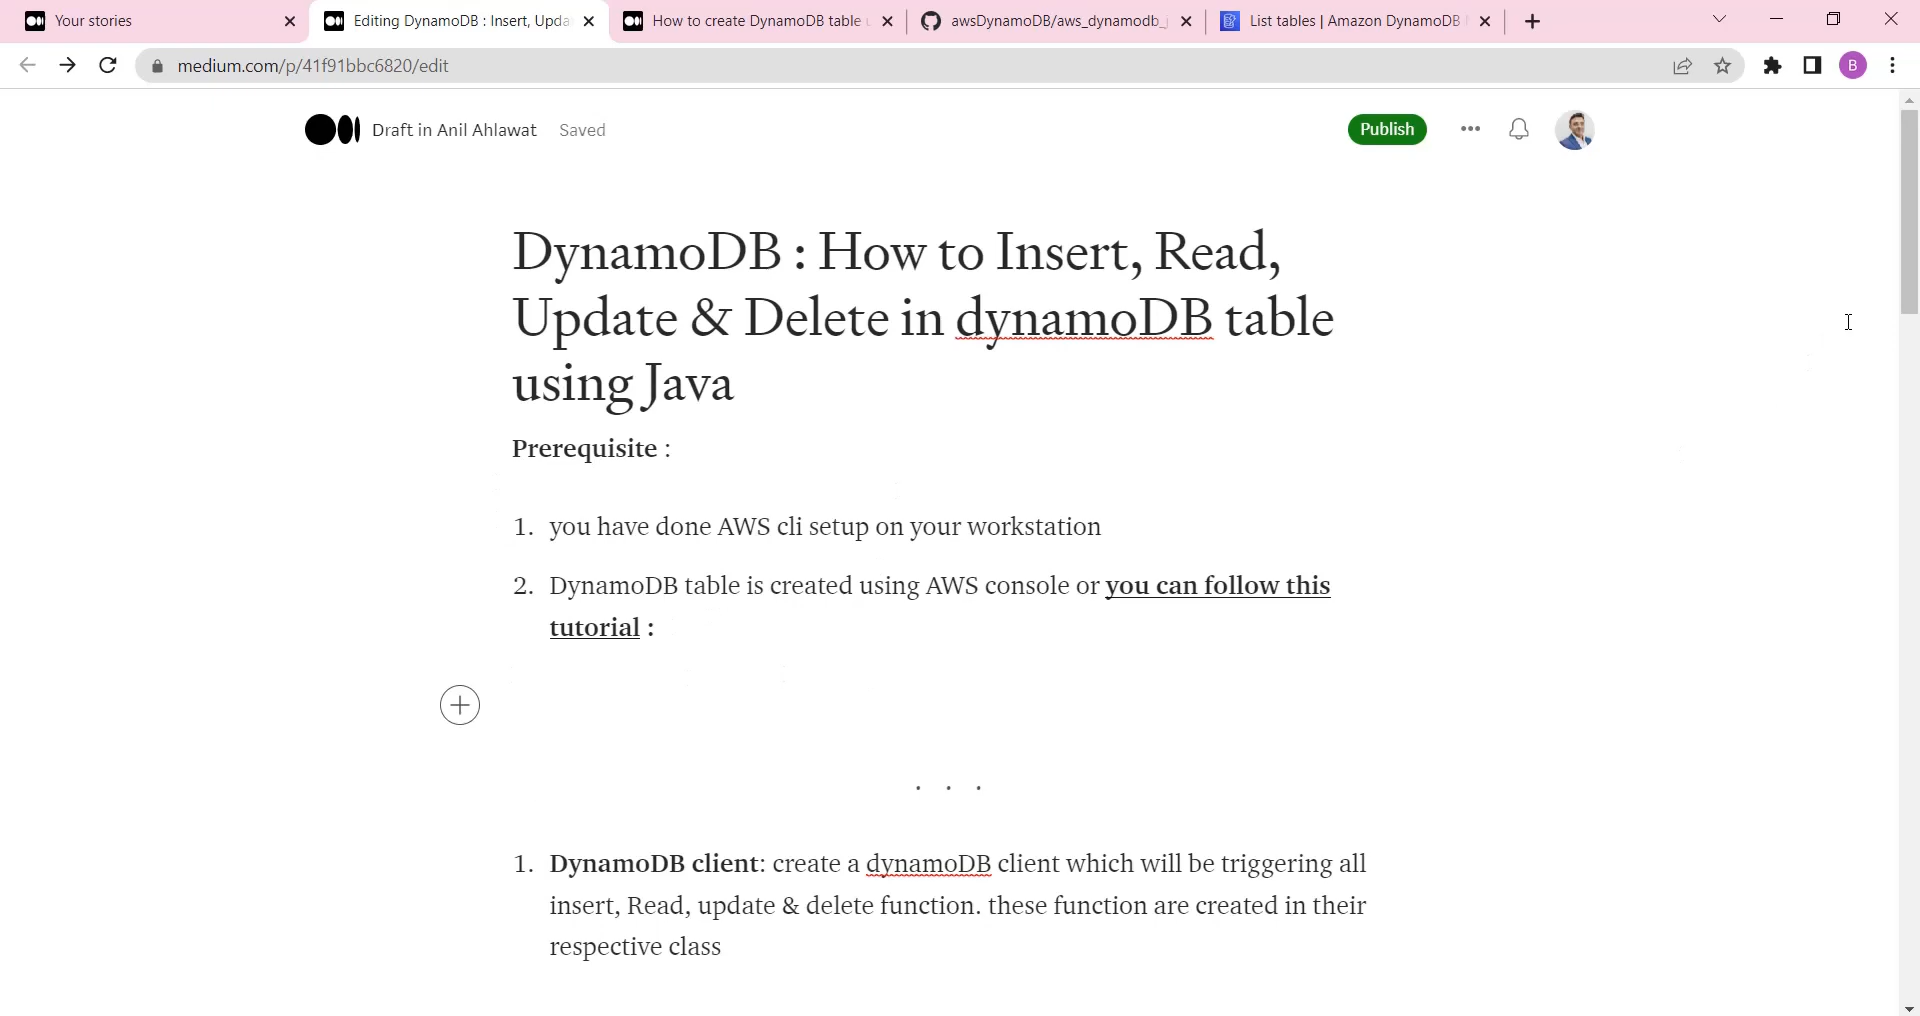 Your stories
Editing DynamoDB : Insert, Upda
How to create DynamoDB table
awsDynamoDB/aws_dynamodb_
List tables | Amazon DynamoDB
medium.com/p/41f91bbc6820/edit
B
Draft in Anil Ahlawat Saved
Publish
DynamoDB : How to Insert, Read,
Update & Delete in dynamoDB table
using Java
Prerequisite :
1. you have done AWS cli setup on your workstation
2. DynamoDB table is created using AWS console or you can follow this
tutorial :
. . .
1. DynamoDB client: create a dynamoDB client which will be triggering all
insert, Read, update & delete function. these function are created in their
respective class